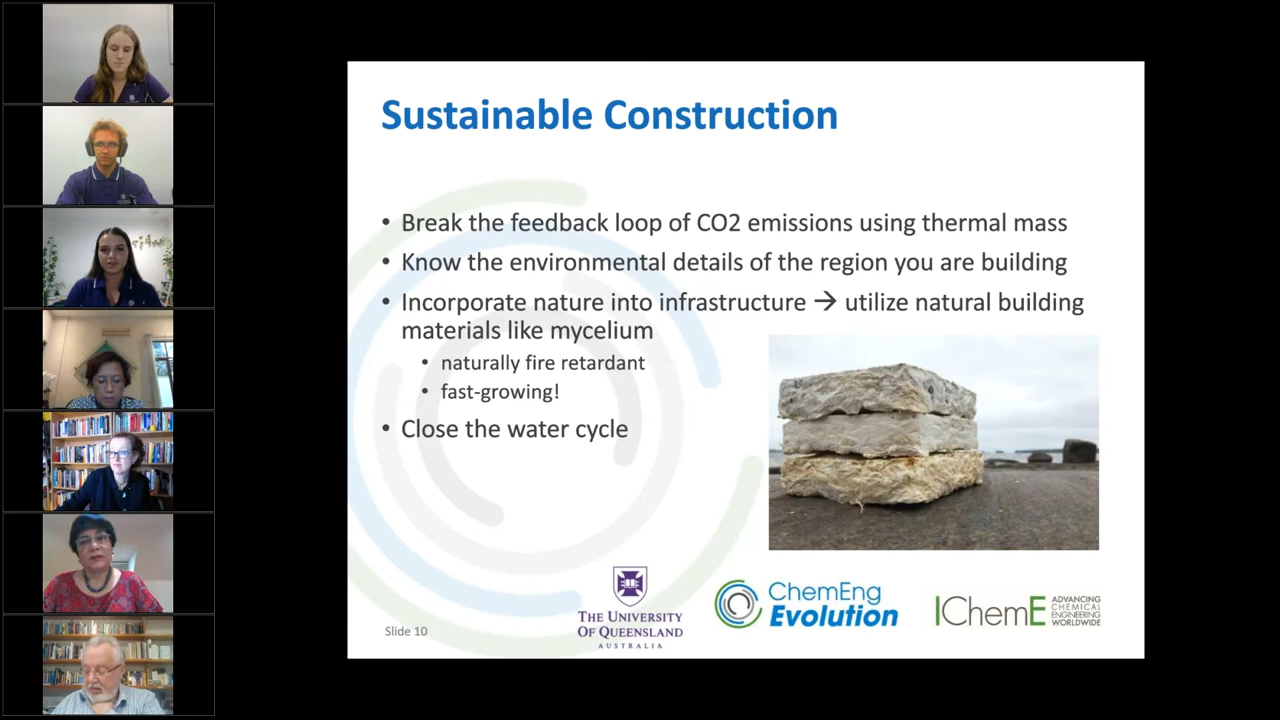 Sustainable Construction
• Break the feedback loop of CO2 emissions using thermal mass
• Know the environmental details of the region you are building
• Incorporate nature into infrastructure → utilize natural building
materials like mycelium
• naturally fire retardant
• fast-growing!
• Close the water cycle
Slide 10
THE UNIVERSITY
OF QUEENSLAND
AUSTRALIA
ChemEng
Evolution
IChemE
ADVANCING
CHEMICAL
ENGINEERING
WORLDWIDE